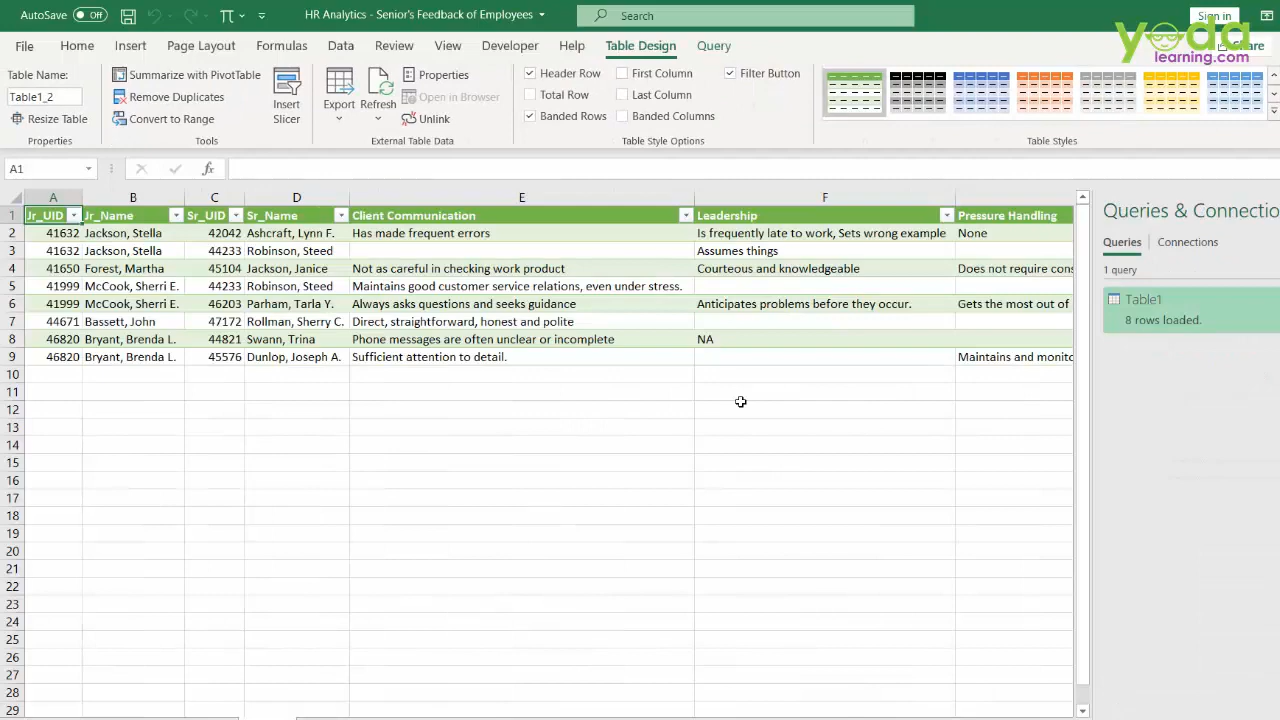 AutoSave Off HR Analytics - Senior's Feedback of Employees Search Sign in
yoda
learning.com
File Home Insert Page Layout Formulas Data Review View Developer Help Table Design Query Share
Table Name: Summarize with PivotTable Properties Header Row First Column Filter Button
Table1_2 Remove Duplicates Insert Slicer Export Refresh Open in Browser Total Row Last Column
Resize Table Convert to Range Unlink Banded Rows Banded Columns
Properties Tools External Table Data Table Style Options Table Styles
A1 fx
A B C D E F
1 Jr_UID Jr_Name Sr_UID Sr_Name Client Communication Leadership Pressure Handling
2 41632 Jackson, Stella 42042 Ashcraft, Lynn F. Has made frequent errors Is frequently late to work, Sets wrong example None
3 41632 Jackson, Stella 44233 Robinson, Steed Assumes things
4 41650 Forest, Martha 45104 Jackson, Janice Not as careful in checking work product Courteous and knowledgeable Does not require cons
5 41999 McCook, Sherri E. 44233 Robinson, Steed Maintains good customer service relations, even under stress.
6 41999 McCook, Sherri E. 46203 Parham, Tarla Y. Always asks questions and seeks guidance Anticipates problems before they occur. Gets the most out of
7 44671 Bassett, John 47172 Rollman, Sherry C. Direct, straightforward, honest and polite
8 46820 Bryant, Brenda L. 44821 Swann, Trina Phone messages are often unclear or incomplete NA
9 46820 Bryant, Brenda L. 45576 Dunlop, Joseph A. Sufficient attention to detail. Maintains and monito
10
11
12
13
14
15
16
17
18
19
20
21
22
23
24
25
26
27
28
29
Queries & Connectio
Queries Connections
1 query
Table1
8 rows loaded.